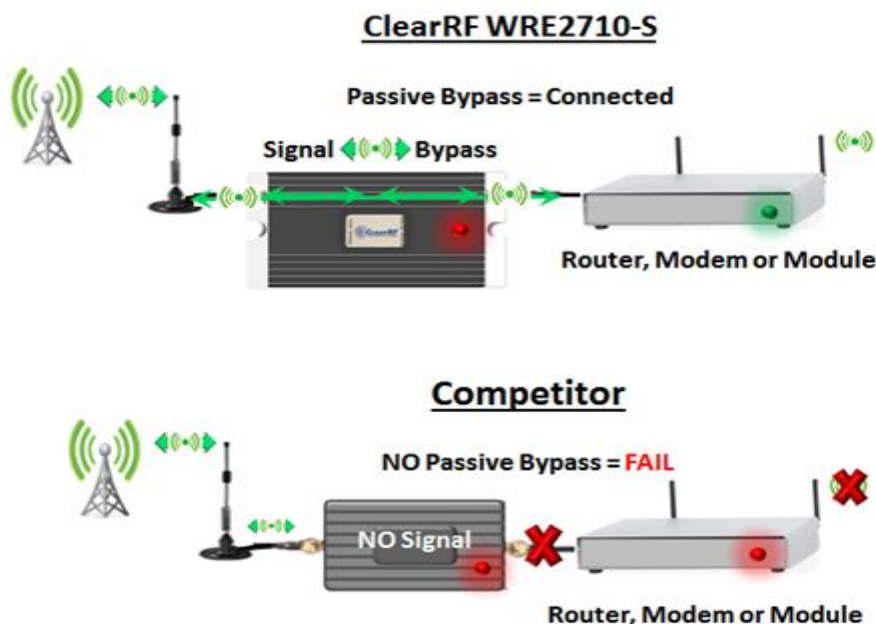 ClearRF WRE2710-S
Passive Bypass = Connected
Signal Bypass
ClearRF
Router, Modem or Module
Competitor
NO Passive Bypass = FAIL
NO Signal
Router, Modem or Module